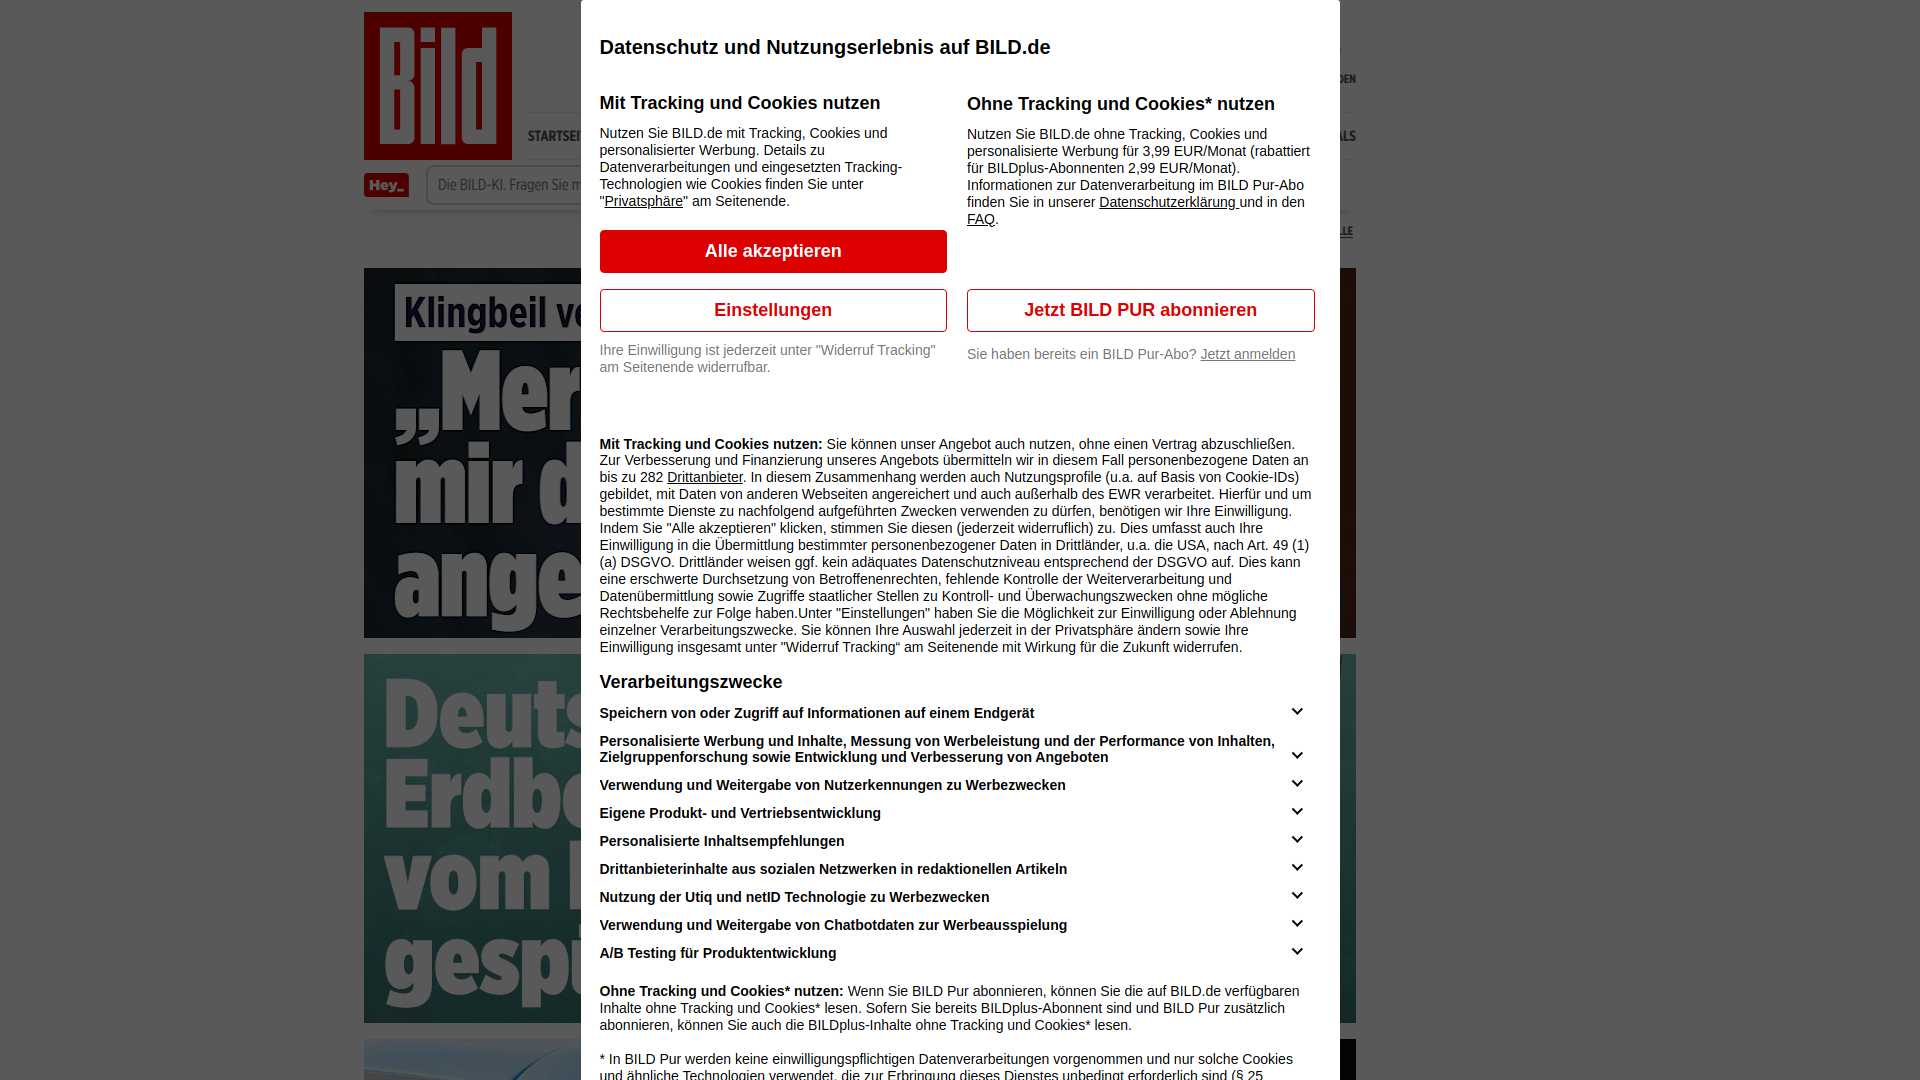 Bild
STARTSEI
Hey_
Die BILD-KI. Fragen Sie m
Klingbeil ve
„Mer
mir d
ange
Deuts
Erdbe
vom
gesp
Datenschutz und Nutzungserlebnis auf BILD.de
Mit Tracking und Cookies nutzen
Nutzen Sie BILD.de mit Tracking, Cookies und
personalisierter Werbung. Details zu
Datenverarbeitungen und eingesetzten Tracking-
Technologien wie Cookies finden Sie unter
"Privatsphäre" am Seitenende.
Alle akzeptieren
Einstellungen
Ihre Einwilligung ist jederzeit unter "Widerruf Tracking"
am Seitenende widerrufbar.
Ohne Tracking und Cookies* nutzen
Nutzen Sie BILD.de ohne Tracking, Cookies und
personalisierte Werbung für 3,99 EUR/Monat (rabattiert
für BILDplus-Abonnenten 2,99 EUR/Monat).
Informationen zur Datenverarbeitung im BILD Pur-Abo
finden Sie in unserer Datenschutzerklärung und in den
FAQ.
Jetzt BILD PUR abonnieren
Sie haben bereits ein BILD Pur-Abo? Jetzt anmelden
Mit Tracking und Cookies nutzen: Sie können unser Angebot auch nutzen, ohne einen Vertrag abzuschließen.
Zur Verbesserung und Finanzierung unseres Angebots übermitteln wir in diesem Fall personenbezogene Daten an
bis zu 282 Drittanbieter. In diesem Zusammenhang werden auch Nutzungsprofile (u.a. auf Basis von Cookie-IDs)
gebildet, mit Daten von anderen Webseiten angereichert und auch außerhalb des EWR verarbeitet. Hierfür und um
bestimmte Dienste zu nachfolgend aufgeführten Zwecken verwenden zu dürfen, benötigen wir Ihre Einwilligung.
Indem Sie "Alle akzeptieren" klicken, stimmen Sie diesen (jederzeit widerruflich) zu. Dies umfasst auch Ihre
Einwilligung in die Übermittlung bestimmter personenbezogener Daten in Drittländer, u.a. die USA, nach Art. 49 (1)
(a) DSGVO. Drittländer weisen ggf. kein adäquates Datenschutzniveau entsprechend der DSGVO auf. Dies kann
eine erschwerte Durchsetzung von Betroffenenrechten, fehlende Kontrolle der Weiterverarbeitung und
Datenübermittlung sowie Zugriffe staatlicher Stellen zu Kontroll- und Überwachungszwecken ohne mögliche
Rechtsbehelfe zur Folge haben.Unter "Einstellungen" haben Sie die Möglichkeit zur Einwilligung oder Ablehnung
einzelner Verarbeitungszwecke. Sie können Ihre Auswahl jederzeit in der Privatsphäre ändern sowie Ihre
Einwilligung insgesamt unter "Widerruf Tracking“ am Seitenende mit Wirkung für die Zukunft widerrufen.
Verarbeitungszwecke
Speichern von oder Zugriff auf Informationen auf einem Endgerät
Personalisierte Werbung und Inhalte, Messung von Werbeleistung und der Performance von Inhalten,
Zielgruppenforschung sowie Entwicklung und Verbesserung von Angeboten
Verwendung und Weitergabe von Nutzerkennungen zu Werbezwecken
Eigene Produkt- und Vertriebsentwicklung
Personalisierte Inhaltsempfehlungen
Drittanbieterinhalte aus sozialen Netzwerken in redaktionellen Artikeln
Nutzung der Utiq und netID Technologie zu Werbezwecken
Verwendung und Weitergabe von Chatbotdaten zur Werbeausspielung
A/B Testing für Produktentwicklung
Ohne Tracking und Cookies* nutzen: Wenn Sie BILD Pur abonnieren, können Sie die auf BILD.de verfügbaren
Inhalte ohne Tracking und Cookies* lesen. Sofern Sie bereits BILDplus-Abonnent sind und BILD Pur zusätzlich
abonnieren, können Sie auch die BILDplus-Inhalte ohne Tracking und Cookies* lesen.
* In BILD Pur werden keine einwilligungspflichtigen Datenverarbeitungen vorgenommen und nur solche Cookies
und ähnliche Technologien verwendet, die zur Erbringung dieses Dienstes unbedingt erforderlich sind (§ 25